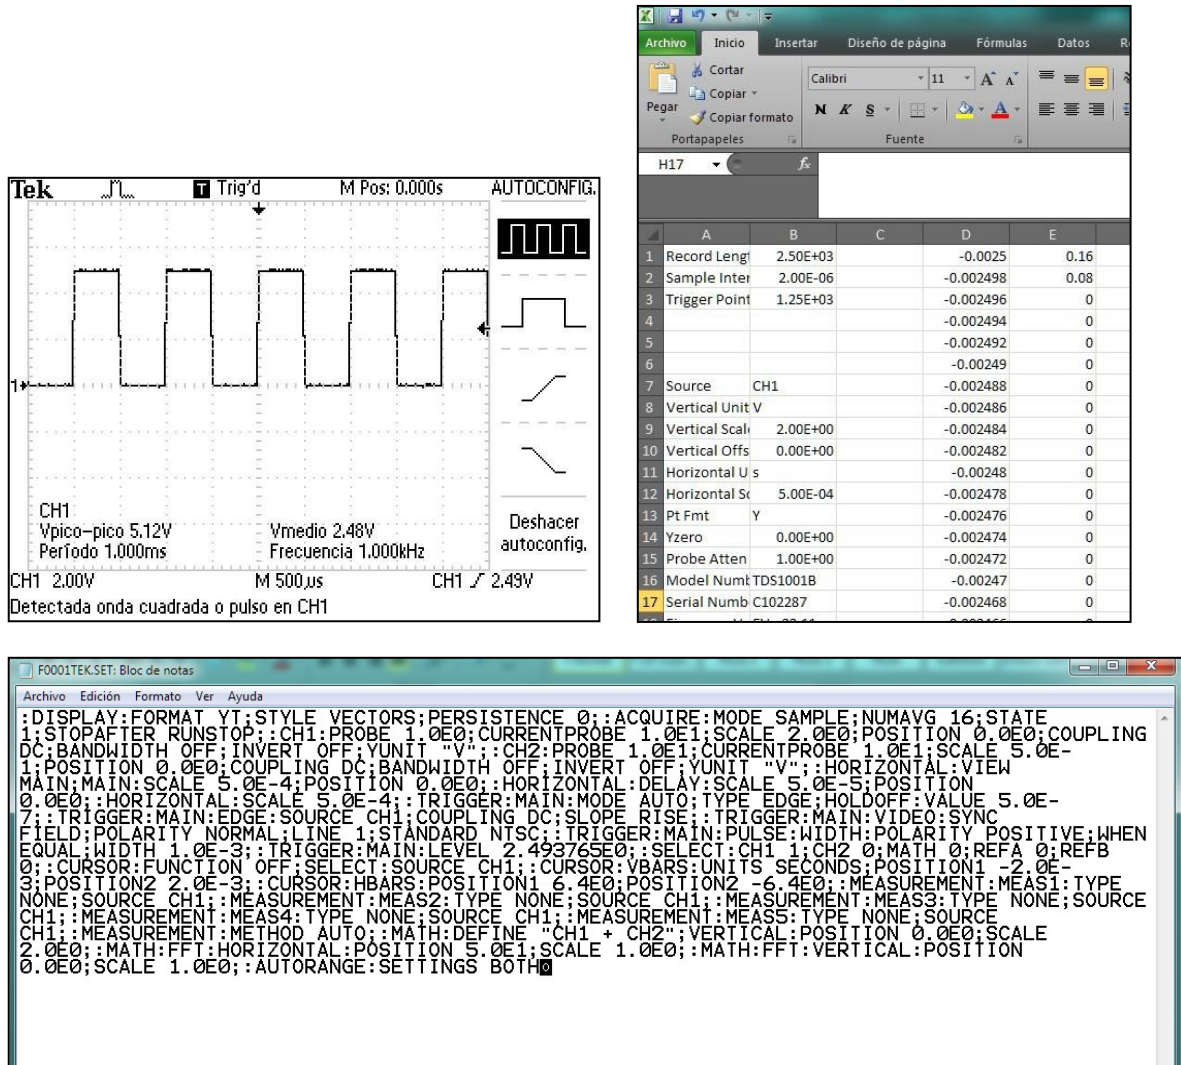 Tek Trig'd M Pos: 0.000s AUTOCONFIG.
1
CH1
Vpico-pico 5.12V Vmedio 2.48V
Período 1.000ms Frecuencia 1.000kHz
Deshacer
autoconfig.
CH1 2.00V M 500µs CH1 2.49V
Detectada onda cuadrada o pulso en CH1
Archivo Inicio Insertar Diseño de página Fórmulas Datos
Cortar
Copiar
Copiar formato
Pegar
Calibri 11
N K S
Portapapeles Fuente
H17 fx
A B C D E
1 Record Lengt 2.50E+03 -0.0025 0.16
2 Sample Inter 2.00E-06 -0.002498 0.08
3 Trigger Point 1.25E+03 -0.002496 0
4 -0.002494 0
5 -0.002492 0
6 -0.00249 0
7 Source CH1 -0.002488 0
8 Vertical Unit V -0.002486 0
9 Vertical Scal 2.00E+00 -0.002484 0
10 Vertical Offs 0.00E+00 -0.002482 0
11 Horizontal U s -0.00248 0
12 Horizontal Sc 5.00E-04 -0.002478 0
13 Pt Fmt Y -0.002476 0
14 Yzero 0.00E+00 -0.002474 0
15 Probe Atten 1.00E+00 -0.002472 0
16 Model Numb TDS1001B -0.00247 0
17 Serial Numb C102287 -0.002468 0
F0001TEK.SET: Bloc de notas
Archivo Edición Formato Ver Ayuda
:DISPLAY:FORMAT YT;STYLE VECTORS;PERSISTENCE 0;:ACQUIRE:MODE SAMPLE;NUMAVG 16;STATE
1;STOPAFTER RUNSTOP;:CH1:PROBE 1.0E0;CURRENTPROBE 1.0E1;SCALE 2.0E0;POSITION 0.0E0;COUPLING
DC;BANDWIDTH OFF;INVERT OFF;YUNIT "V";:CH2:PROBE 1.0E1;CURRENTPROBE 1.0E1;SCALE 5.0E-
1;POSITION 0.0E0;COUPLING DC;BANDWIDTH OFF;INVERT OFF;YUNIT "V";:HORIZONTAL:VIEW
MAIN;MAIN:SCALE 5.0E-4;POSITION 0.0E0;:HORIZONTAL:DELAY:SCALE 5.0E-5;POSITION
0.0E0;:HORIZONTAL:SCALE 5.0E-4;:TRIGGER:MAIN:MODE AUTO;TYPE EDGE;HOLDOFF:VALUE 5.0E-
7;:TRIGGER:MAIN:EDGE:SOURCE CH1;COUPLING DC;SLOPE RISE;:TRIGGER:MAIN:VIDEO:SYNC
FIELD;POLARITY NORMAL;LINE 1;STANDARD NTSC;:TRIGGER:MAIN:PULSE:WIDTH:POLARITY POSITIVE;WHEN
EQUAL;WIDTH 1.0E-3;:TRIGGER:MAIN:LEVEL 2.493765E0;:SELECT:CH1 1;CH2 0;MATH 0;REFA 0;REFB
0;:CURSOR:FUNCTION OFF;SELECT:SOURCE CH1;:CURSOR:VBARS:UNITS SECONDS;POSITION1 -2.0E-
3;POSITION2 2.0E-3;:CURSOR:HBARS:POSITION1 6.4E0;POSITION2 -6.4E0;:MEASUREMENT:MEAS1:TYPE
NONE;SOURCE CH1;:MEASUREMENT:MEAS2:TYPE NONE;SOURCE CH1;:MEASUREMENT:MEAS3:TYPE NONE;SOURCE
CH1;:MEASUREMENT:MEAS4:TYPE NONE;SOURCE CH1;:MEASUREMENT:MEAS5:TYPE NONE;SOURCE
CH1;:MEASUREMENT:METHOD AUTO;:MATH:DEFINE "CH1 + CH2";VERTICAL:POSITION 0.0E0;SCALE
2.0E0;:MATH:FFT:HORIZONTAL:POSITION 5.0E1;SCALE 1.0E0;:MATH:FFT:VERTICAL:POSITION
0.0E0;SCALE 1.0E0;:AUTORANGE:SETTINGS BOTH